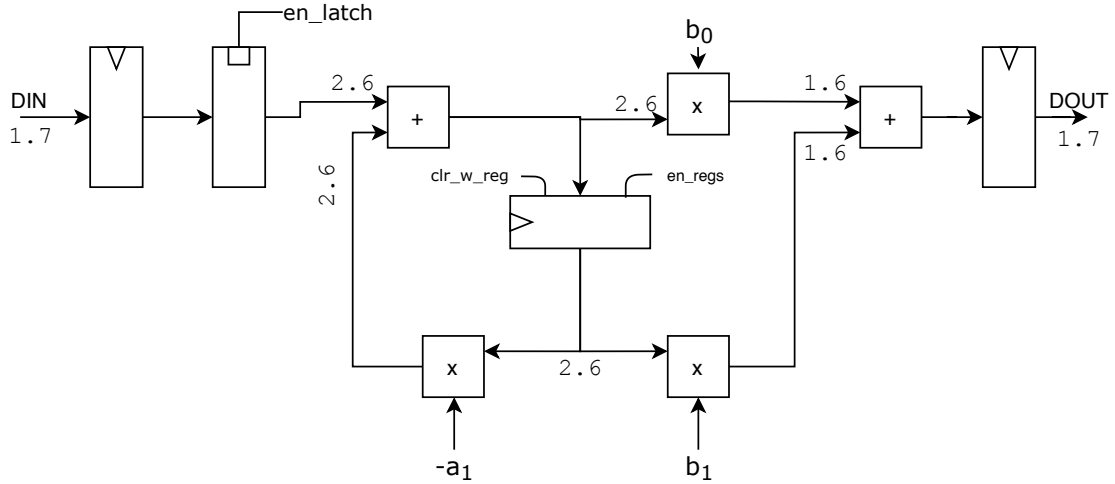 en_latch
b0
DIN
1.7
2.6
+
2.6
x
1.6
+
DOUT
1.7
1.6
2.6
clr_w_reg
en_regs
x
2.6
x
-a1
b1